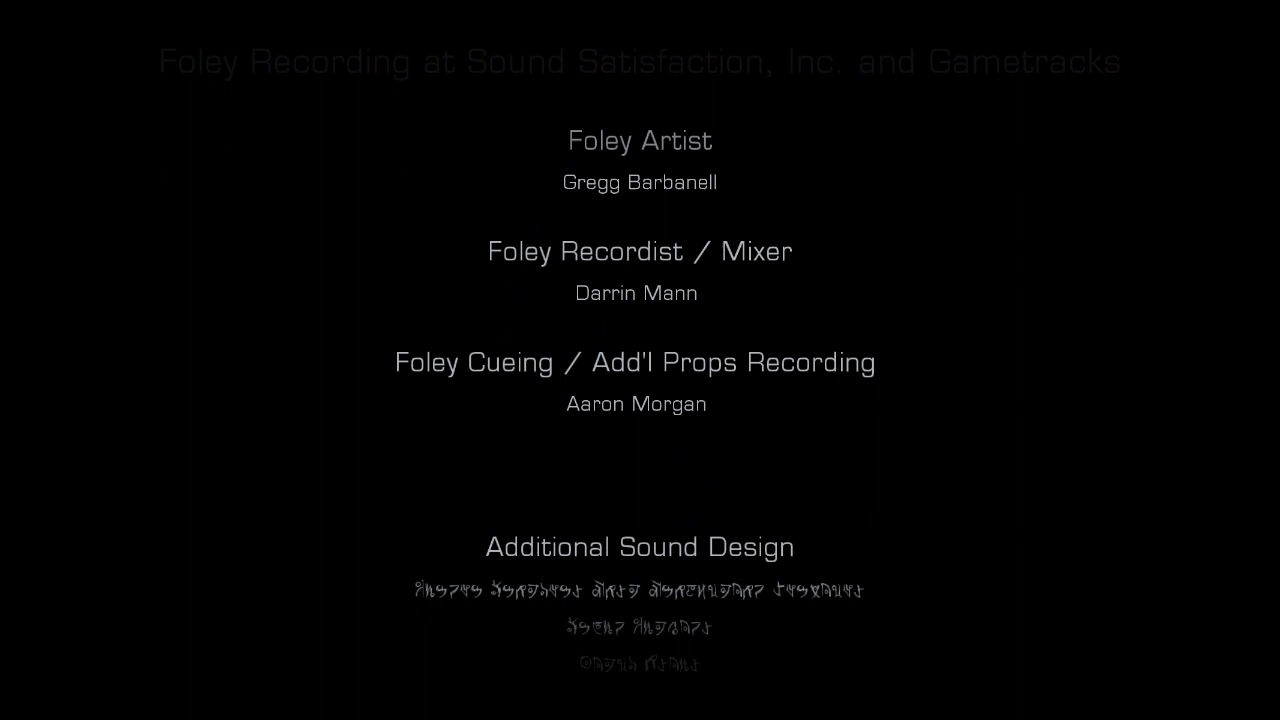 Foley Recording at Sound Satisfaction, Inc. and Gametracks
Foley Artist
Gregg Barbanell
Foley Recordist / Mixer
Darrin Mann
Foley Cueing / Add'l Props Recording
Aaron Morgan
Additional Sound Design